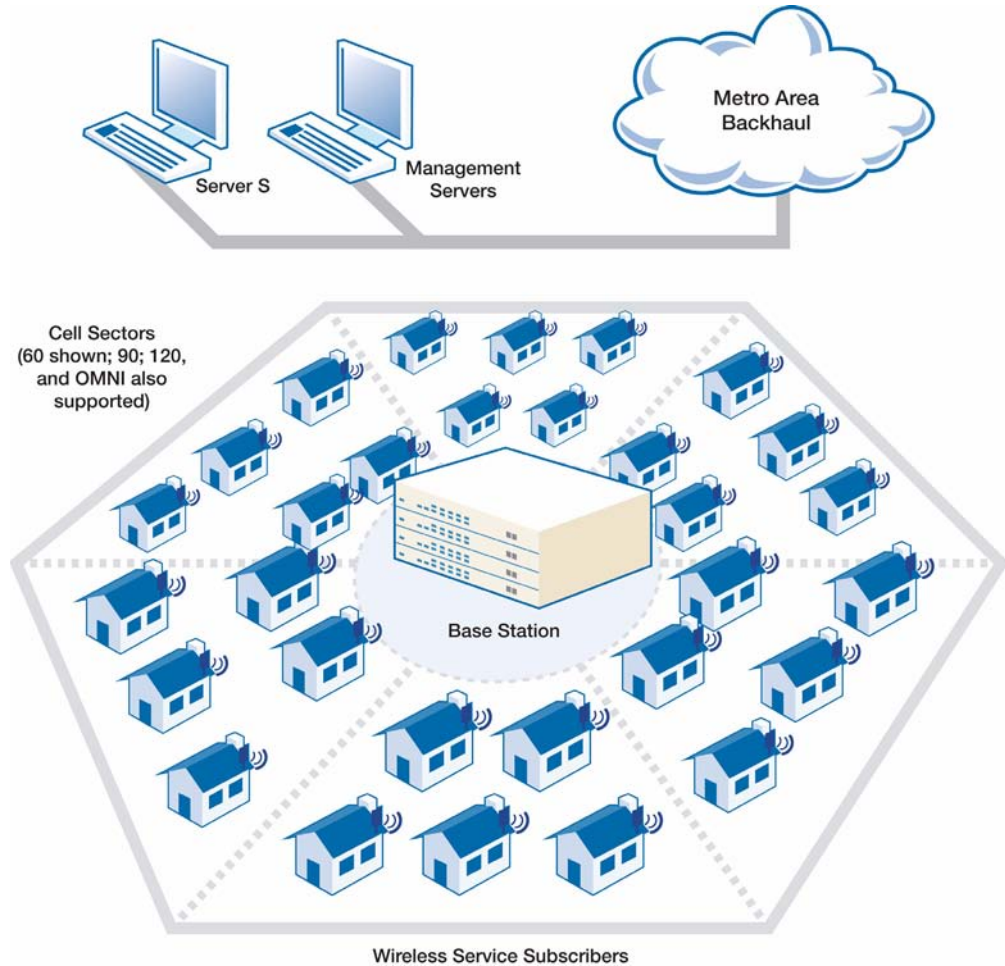 Metro Area
Backhaul
Server S
Management
Servers
Cell Sectors
(60 shown; 90; 120,
and OMNI also
supported)
Base Station
Wireless Service Subscribers